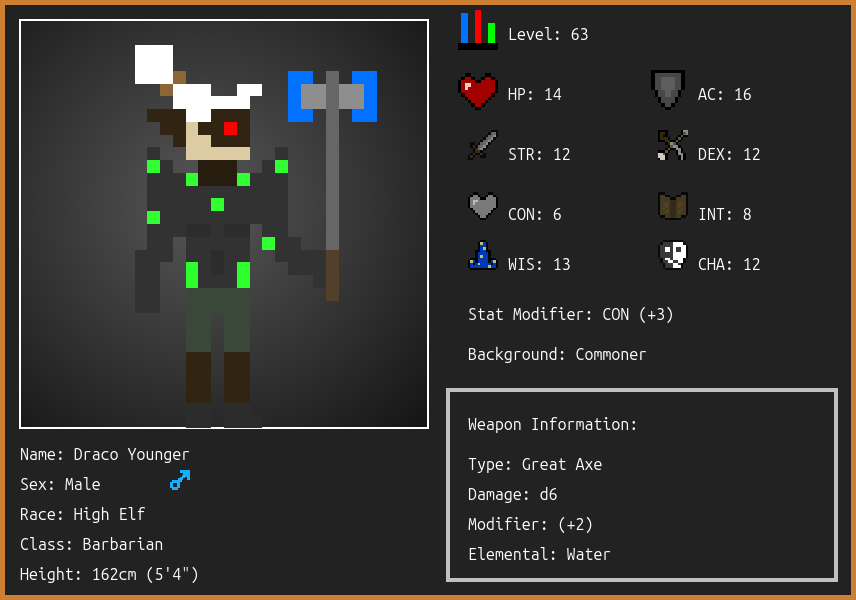 Level: 63
HP: 14
AC: 16
STR: 12
DEX: 12
CON: 6
INT: 8
WIS: 13
CHA: 12
Stat Modifier: CON (+3)
Background: Commoner
Weapon Information:
Type: Great Axe
Damage: d6
Modifier: (+2)
Elemental: Water
Name: Draco Younger
Sex: Male
Race: High Elf
Class: Barbarian
Height: 162cm (5'4")